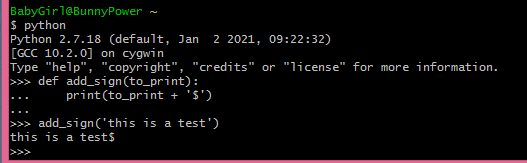 BabyGirl@BunnyPower ~
$ python
Python 2.7.18 (default, Jan  2 2021, 09:22:32)
[GCC 10.2.0] on cygwin
Type "help", "copyright", "credits" or "license" for more information.
>>> def add_sign(to_print):
...     print(to_print + '$')
...
>>> add_sign('this is a test')
this is a test$
>>>